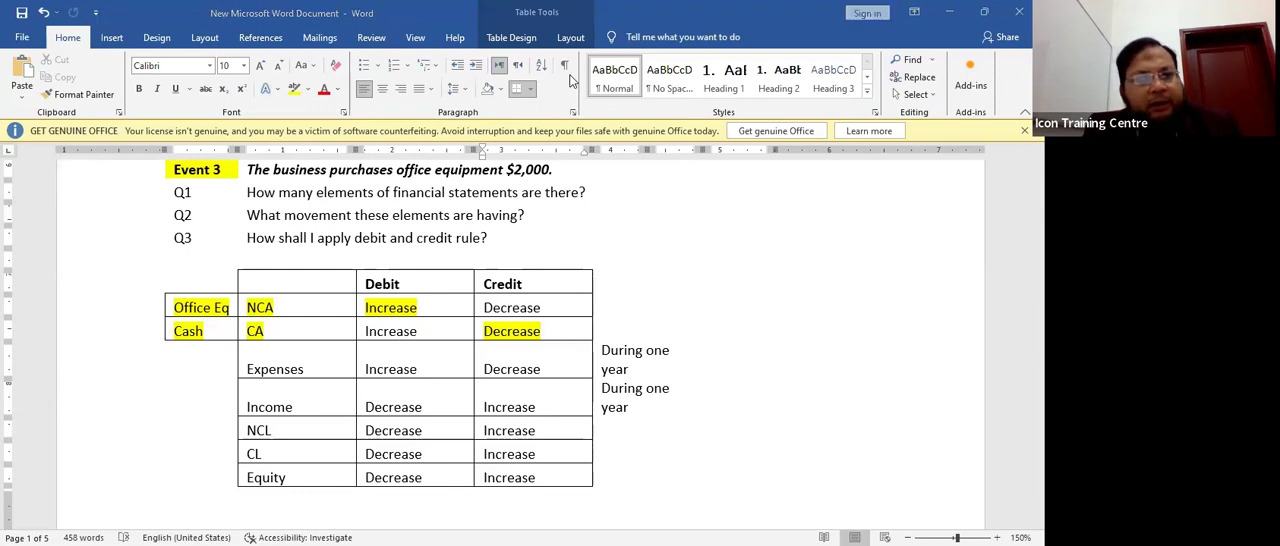 New Microsoft Word Document - Word
Table Tools
Sign in
File Home Insert Design Layout References Mailings Review View Help Table Design Layout Tell me what you want to do Share
Paste
Cut
Copy
Format Painter
Clipboard
Calibri 10
Font
Paragraph
AaBbCcD AaBbCcD 1. AaI 1. AaBb AaBbCcD
¶ Normal ¶ No Spac... Heading 1 Heading 2 Heading 3
Styles
Find
Replace
Select
Editing
Add-ins
Add-ins
Icon Training Centre
GET GENUINE OFFICE Your license isn't genuine, and you may be a victim of software counterfeiting. Avoid interruption and keep your files safe with genuine Office today. Get genuine Office Learn more
Event 3 The business purchases office equipment $2,000.
Q1 How many elements of financial statements are there?
Q2 What movement these elements are having?
Q3 How shall I apply debit and credit rule?
Debit Credit
Office Eq NCA Increase Decrease
Cash CA Increase Decrease
During one
year
Expenses Increase Decrease
During one
year
Income Decrease Increase
NCL Decrease Increase
CL Decrease Increase
Equity Decrease Increase
Page 1 of 5 458 words English (United States) Accessibility: Investigate 150%